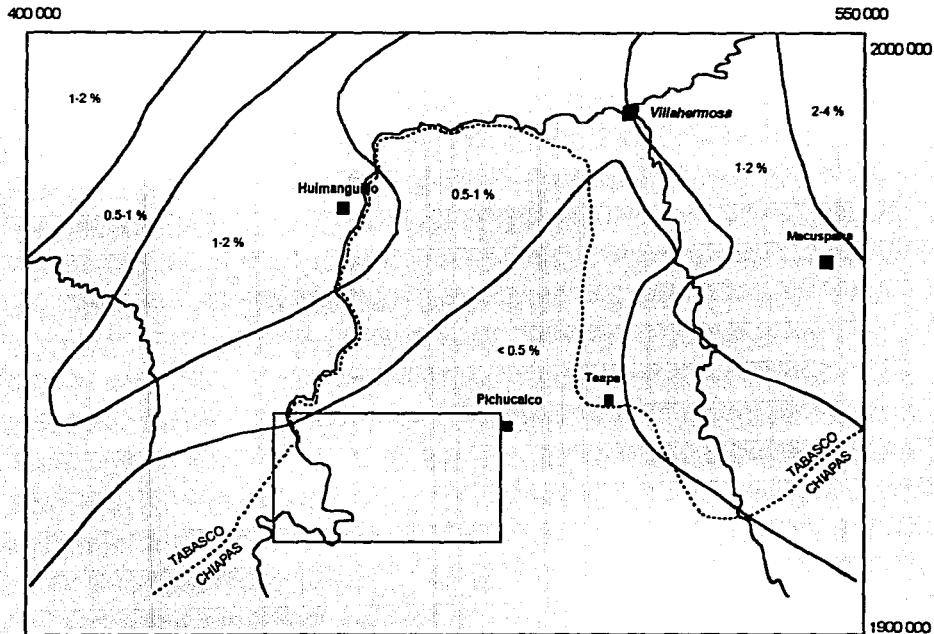 400 000
550 000
2000 000
1-2 %
2-4 %
Villahermosa
1-2 %
Huimanguillo
0.5-1 %
0.5-1 %
Macuspana
1-2 %
< 0.5 %
Teapa
Pichucalco
TABASCO
CHIAPAS
TABASCO
CHIAPAS
1900 000